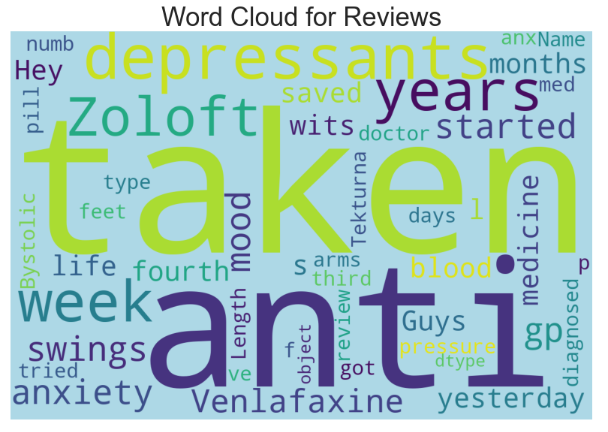 Word Cloud for Reviews
numb
depressants
anx
Name
Hey
years
months
med
pill
Zoloft
saved
wits
doctor
started
taken
type
feet
Bystolic
mood
Tekturna
days
l
medicine
life
fourth
s
arms
third
blood
p
week
anti
Length
review
Guys
gp
diagnosed
swings
f
object
got
pressure
dtype
tried
ve
anxiety
Venlafaxine
yesterday